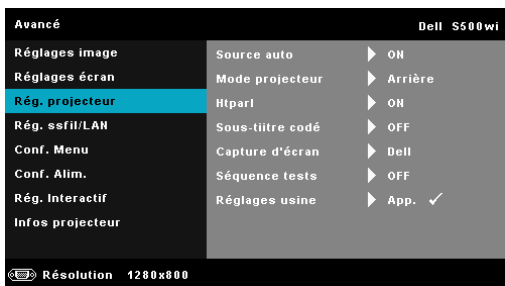 Avancé Dell S500wi
Réglages image Source auto ON
Réglages écran Mode projecteur Arrière
Rég. projecteur Htparl ON
Rég. ssfil/LAN Sous-tiitre codé OFF
Conf. Menu Capture d'écran Dell
Conf. Alim. Séquence tests OFF
Rég. Interactif Réglages usine App. ✓
Infos projecteur
Résolution 1280x800